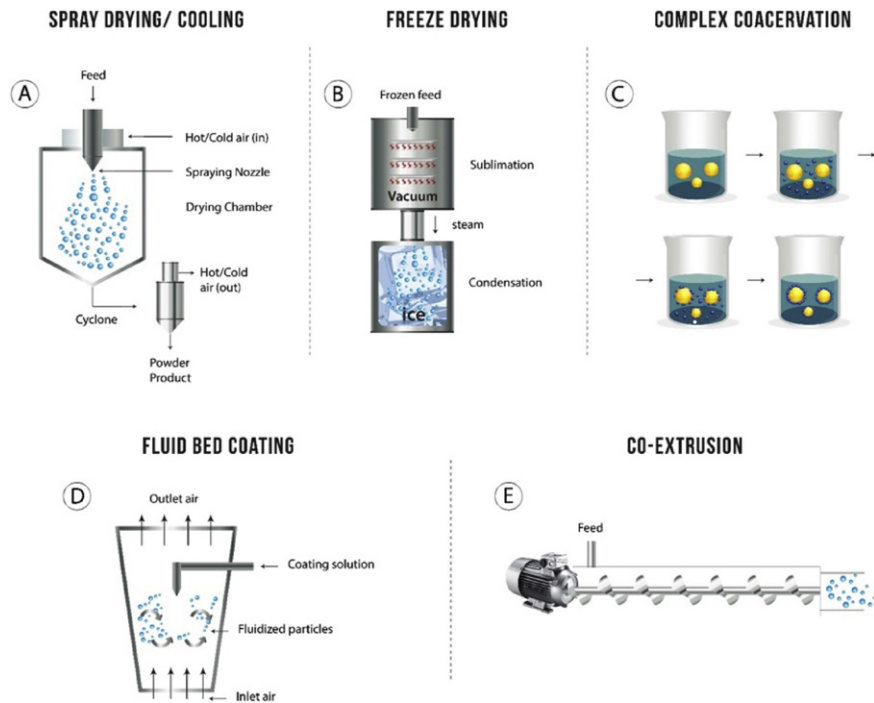 SPRAY DRYING/ COOLING
A
Feed
Hot/Cold air (in)
Spraying Nozzle
Drying Chamber
Hot/Cold
air (out)
Cyclone
Powder
Product
FREEZE DRYING
B
Frozen feed
Sublimation
Vacuum
steam
Condensation
ice
COMPLEX COACERVATION
C
FLUID BED COATING
D
Outlet air
Coating solution
Fluidized particles
Inlet air
CO-EXTRUSION
E
Feed